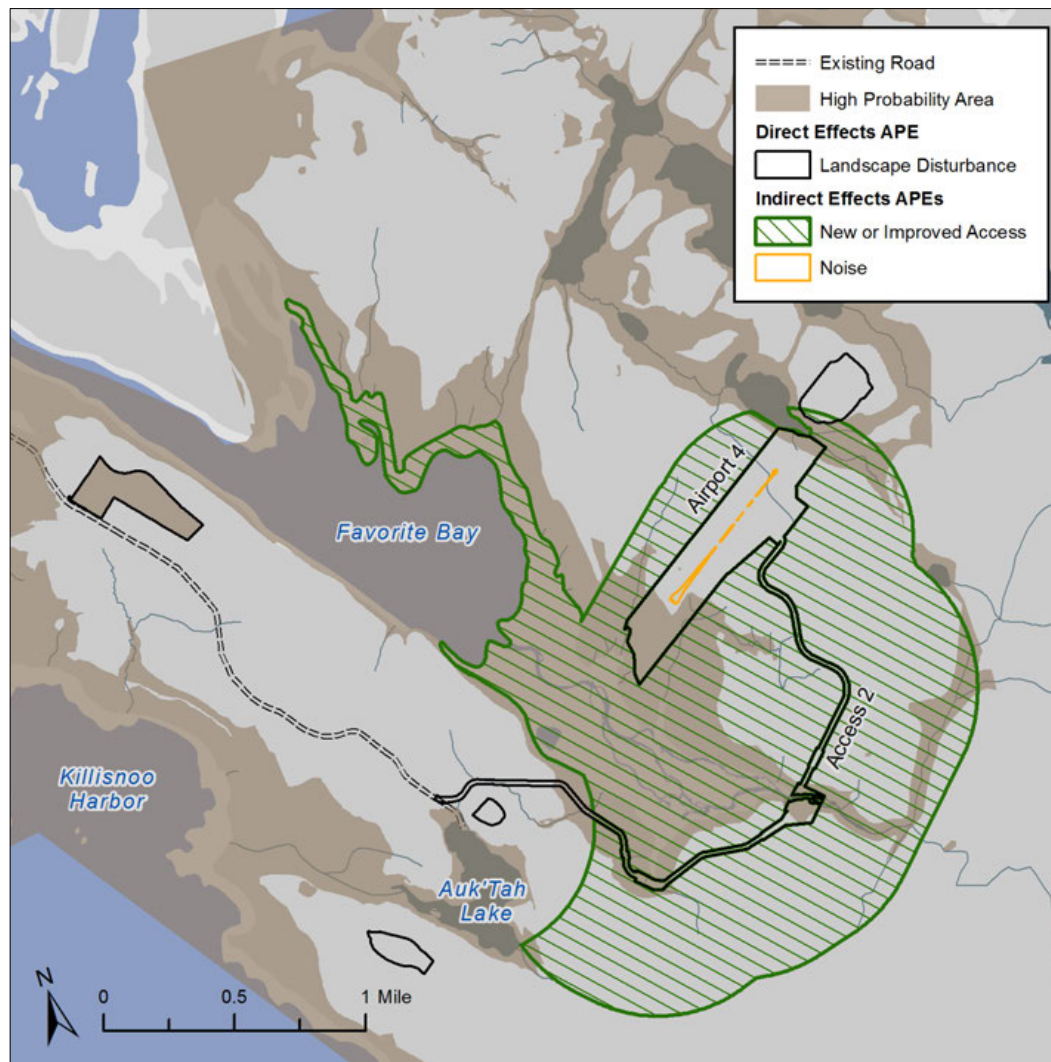 Existing Road
High Probability Area
Direct Effects APE
Landscape Disturbance
Indirect Effects APEs
New or Improved Access
Noise
Airport 4
Favorite Bay
Access 2
Killisnoo
Harbor
Auk'Tah
Lake
N
0 0.5 1 Mile